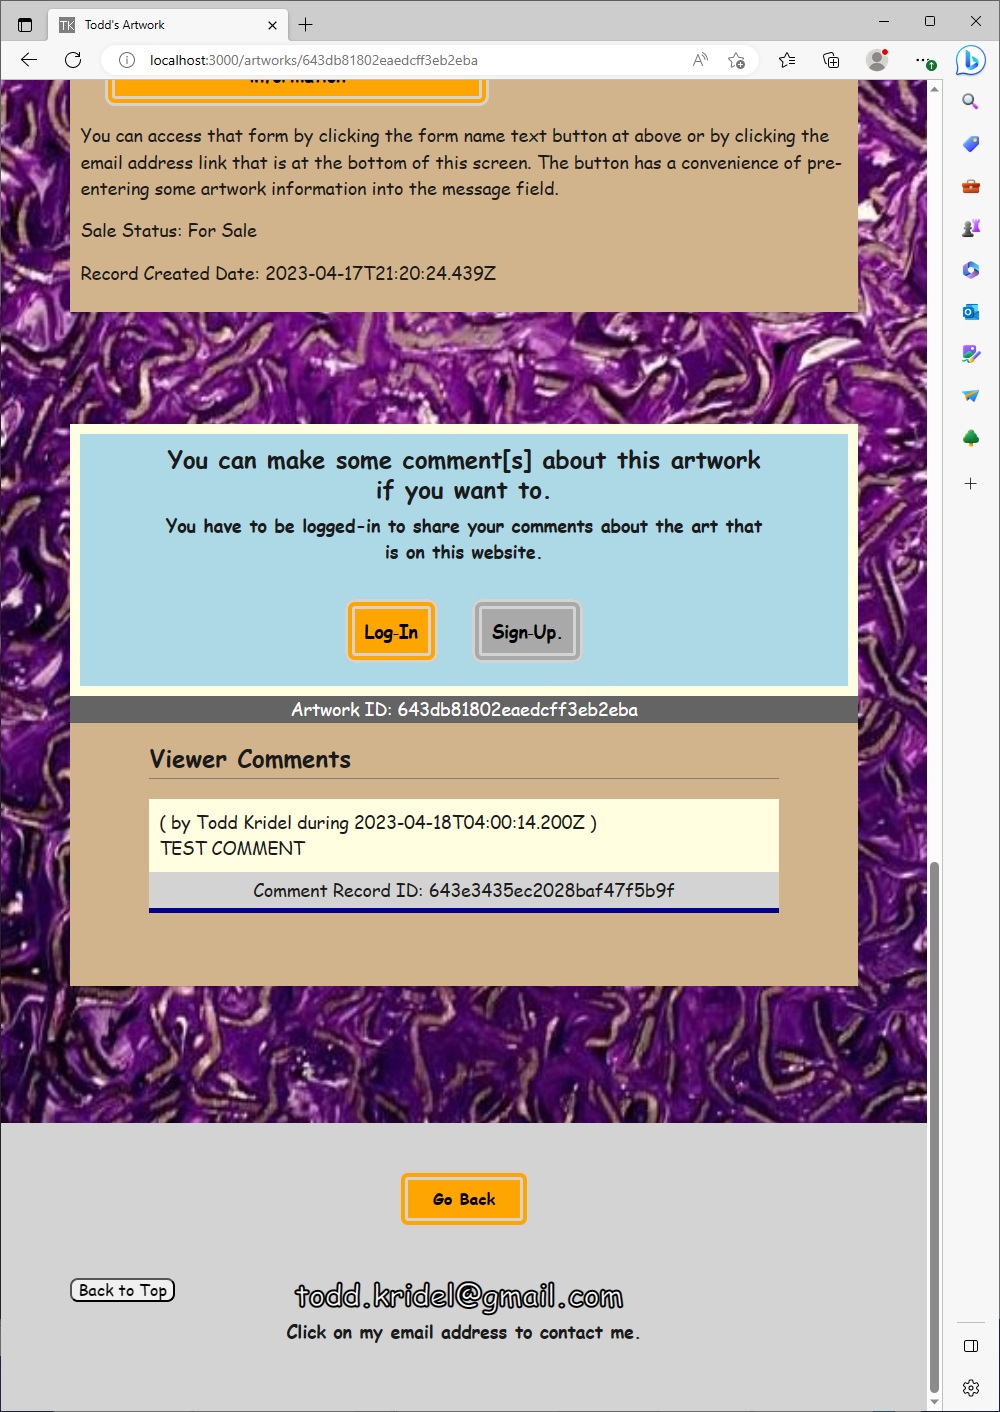 TK Todd's Artwork
localhost:3000/artworks/643db81802eaedcff3eb2eba
Information
You can access that form by clicking the form name text button at above or by clicking the
email address link that is at the bottom of this screen. The button has a convenience of pre-
entering some artwork information into the message field.
Sale Status: For Sale
Record Created Date: 2023-04-17T21:20:24.439Z
You can make some comment[s] about this artwork
if you want to.
You have to be logged-in to share your comments about the art that
is on this website.
Log-In Sign-Up.
Artwork ID: 643db81802eaedcff3eb2eba
Viewer Comments
( by Todd Kridel during 2023-04-18T04:00:14.200Z )
TEST COMMENT
Comment Record ID: 643e3435ec2028baf47f5b9f
Go Back
Back to Top
todd.kridel@gmail.com
Click on my email address to contact me.